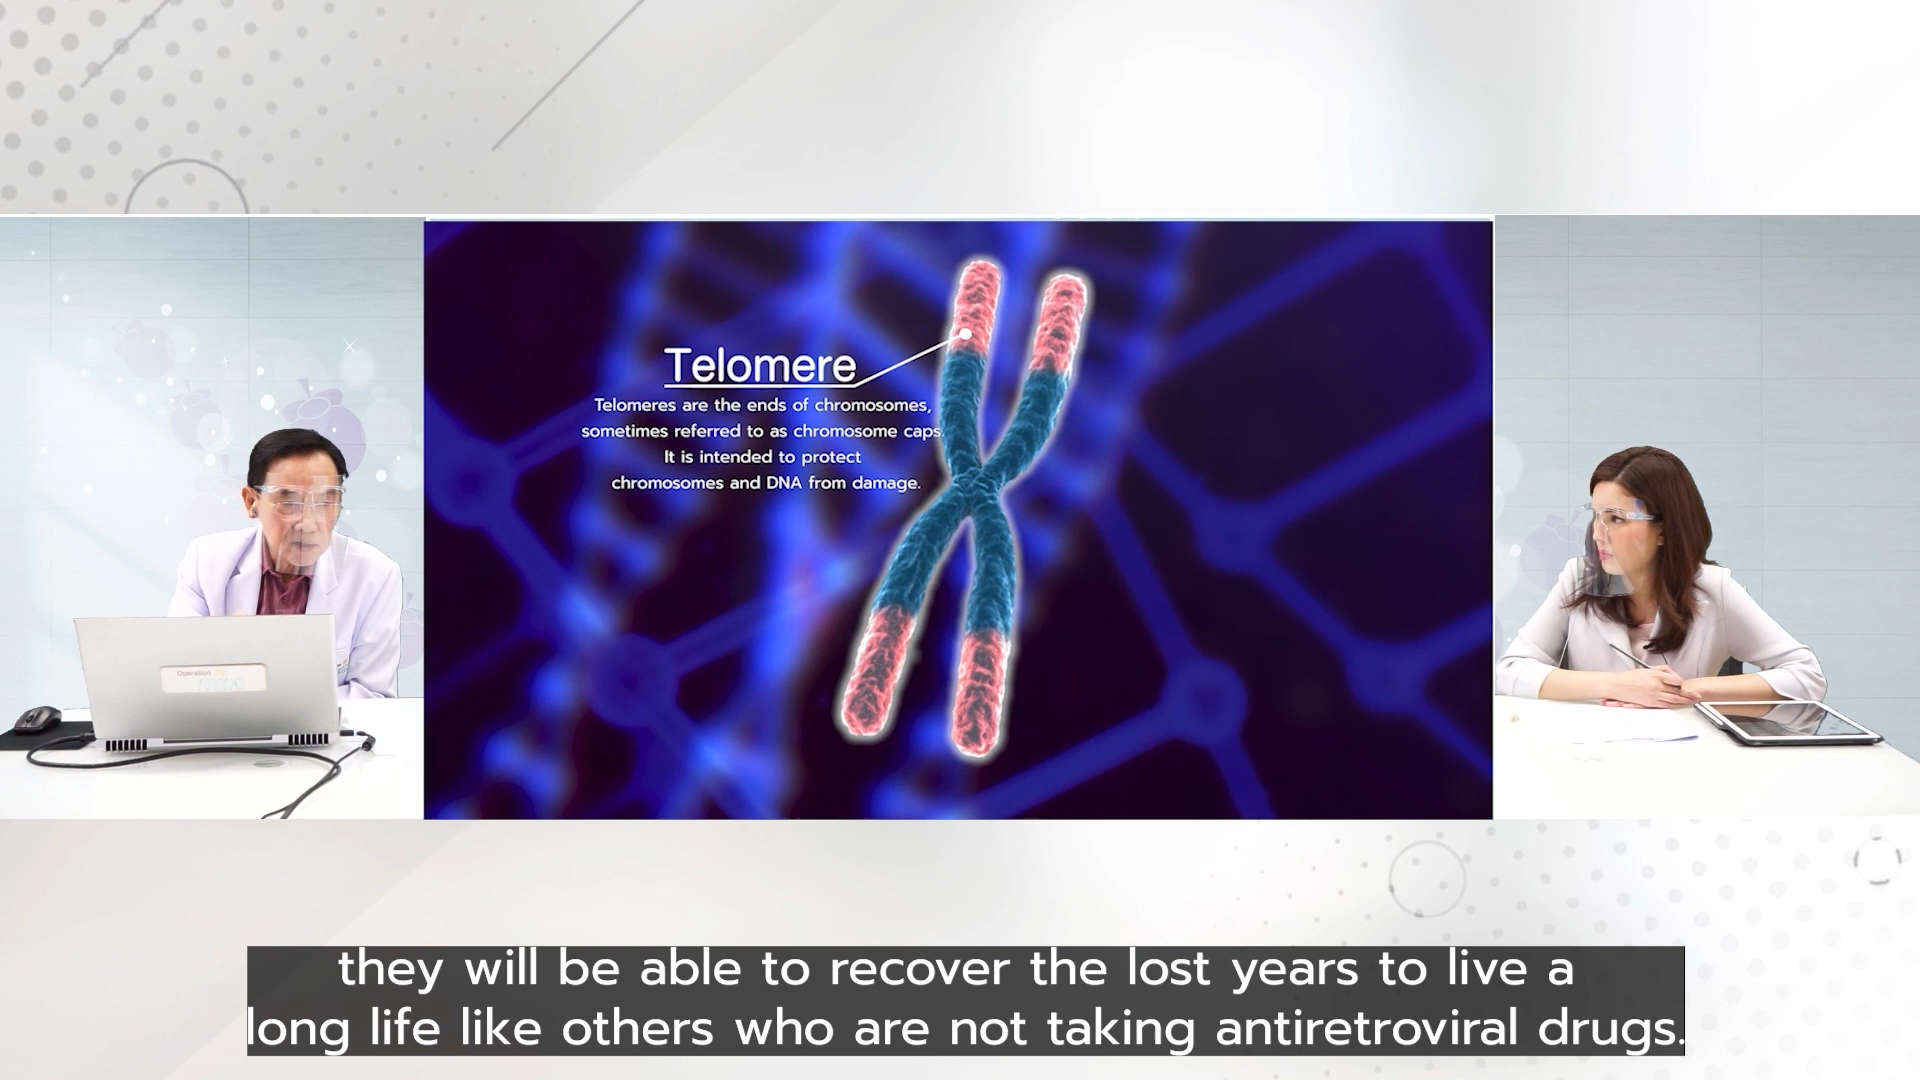 Telomere
Telomeres are the ends of chromosomes,
sometimes referred to as chromosome caps.
It is intended to protect
chromosomes and DNA from damage.
Operation
they will be able to recover the lost years to live a
long life like others who are not taking antiretroviral drugs.